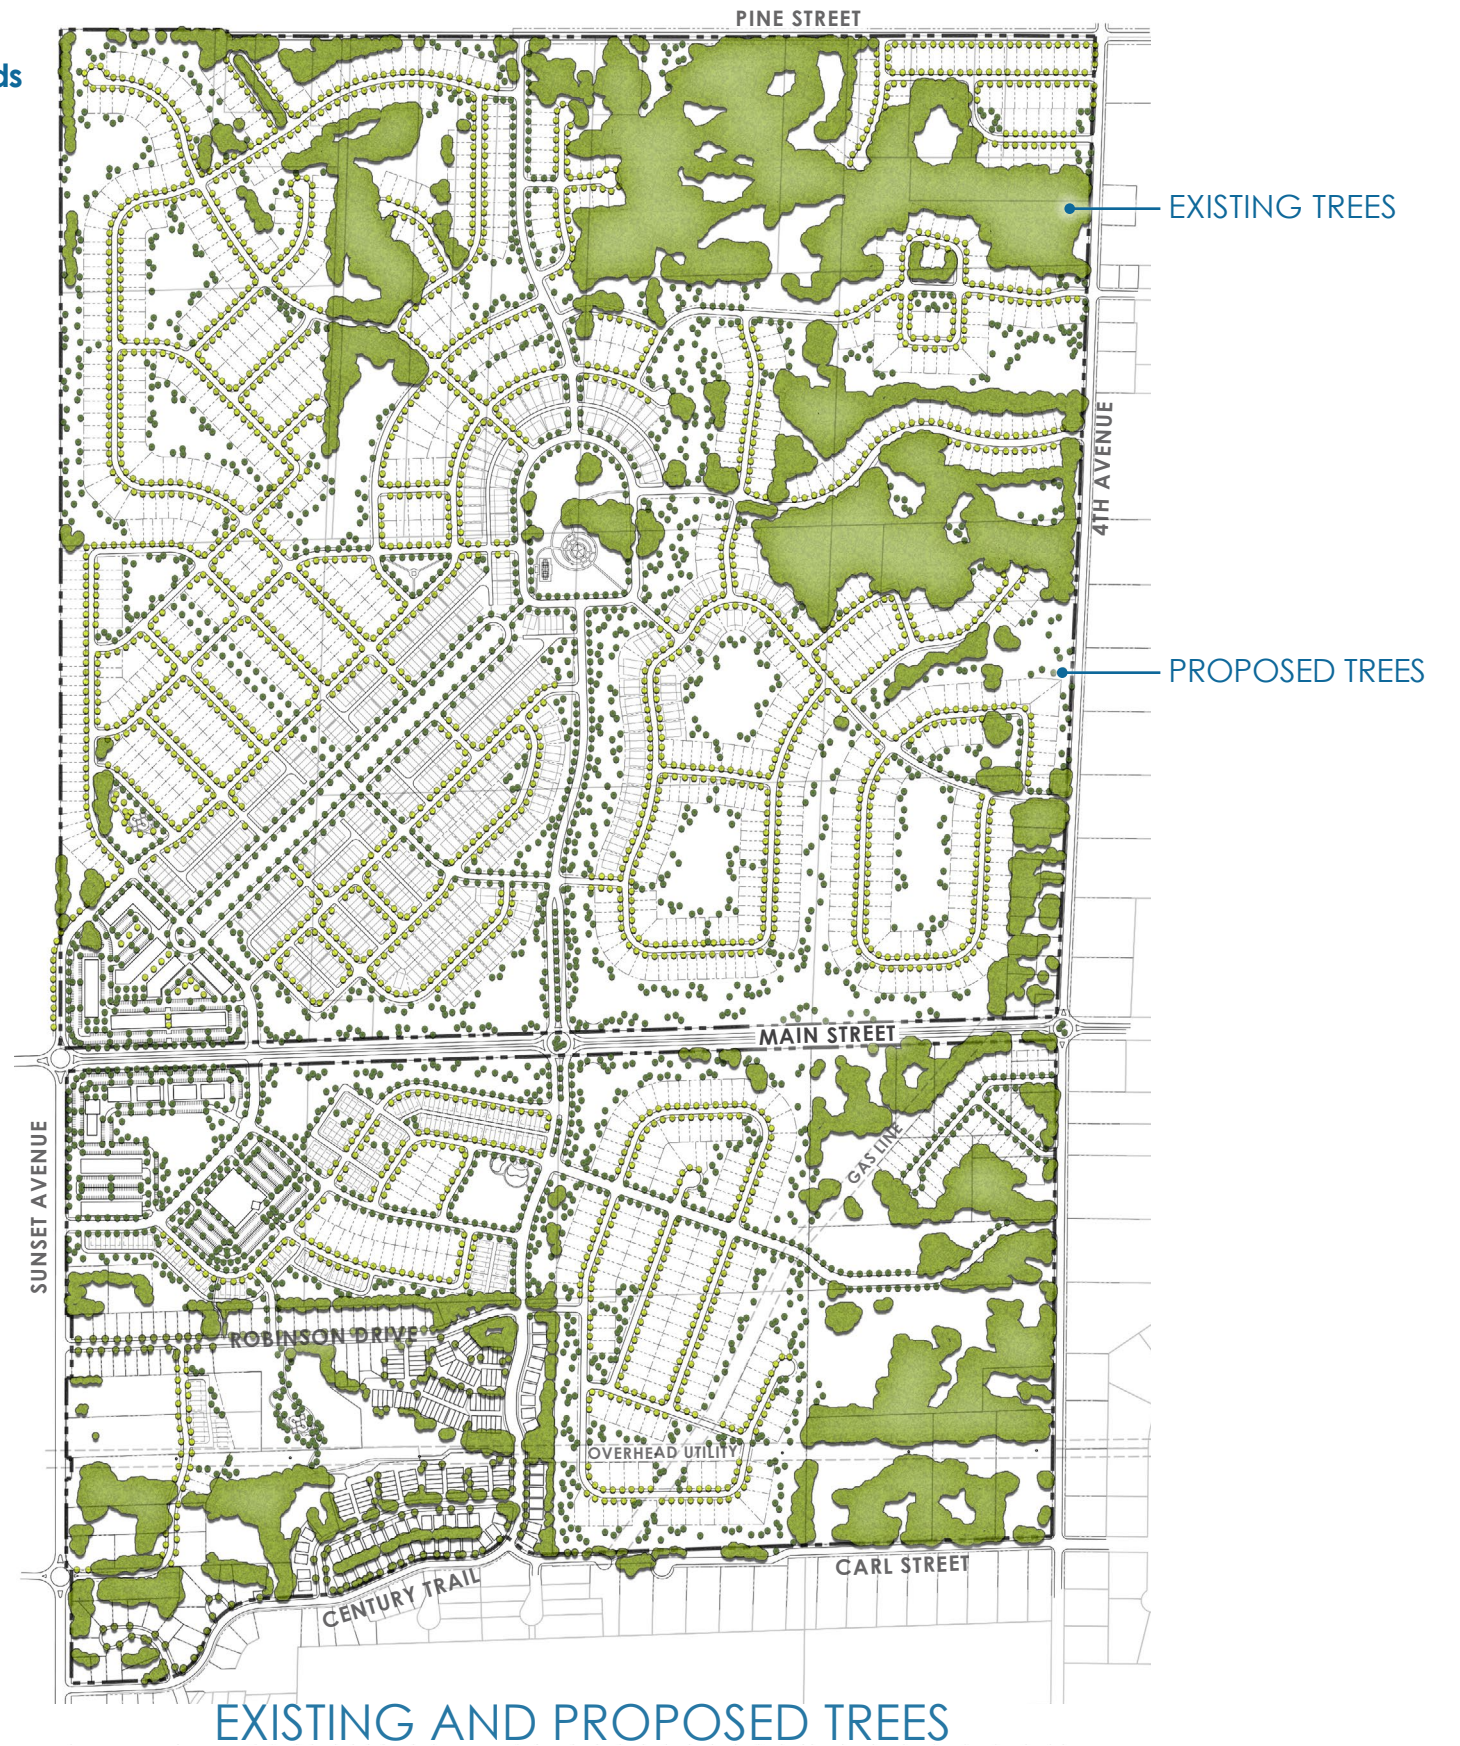 PINE STREET
ds
EXISTING TREES
4TH AVENUE
PROPOSED TREES
MAIN STREET
SUNSET AVENUE
GAS LINE
ROBINSON DRIVE
OVERHEAD UTILITY
CARL STREET
CENTURY TRAIL
EXISTING AND PROPOSED TREES